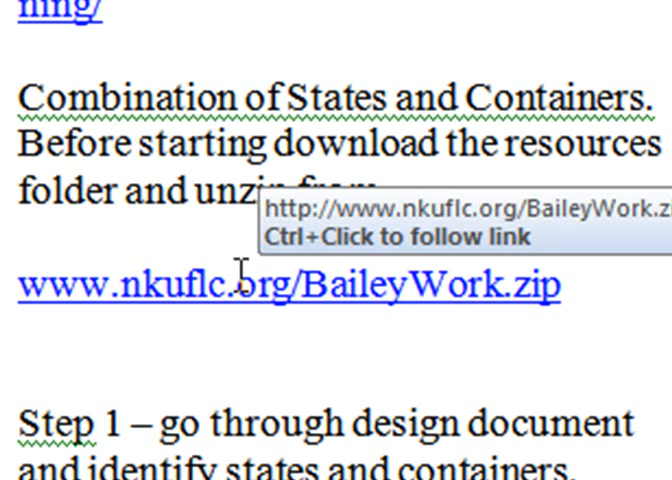 ning/
Combination of States and Containers.
Before starting download the resources
folder and unzip from
http://www.nkuflc.org/BaileyWork.zi
Ctrl+Click to follow link
www.nkuflc.org/BaileyWork.zip
Step 1 – go through design document
and identify states and containers.